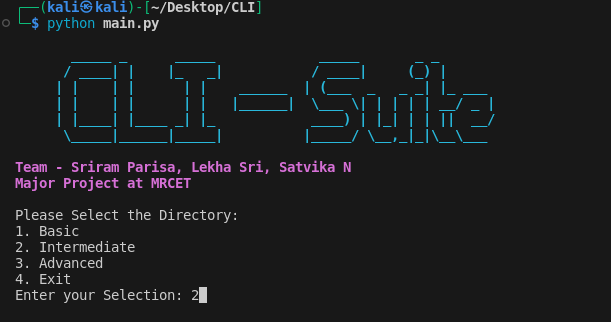 (kali㉿kali)-[~/Desktop/CLI]
$ python main.py
CLI - Suite
Team - Sriram Parisa, Lekha Sri, Satvika N
Major Project at MRCET
Please Select the Directory:
1. Basic
2. Intermediate
3. Advanced
4. Exit
Enter your Selection: 2